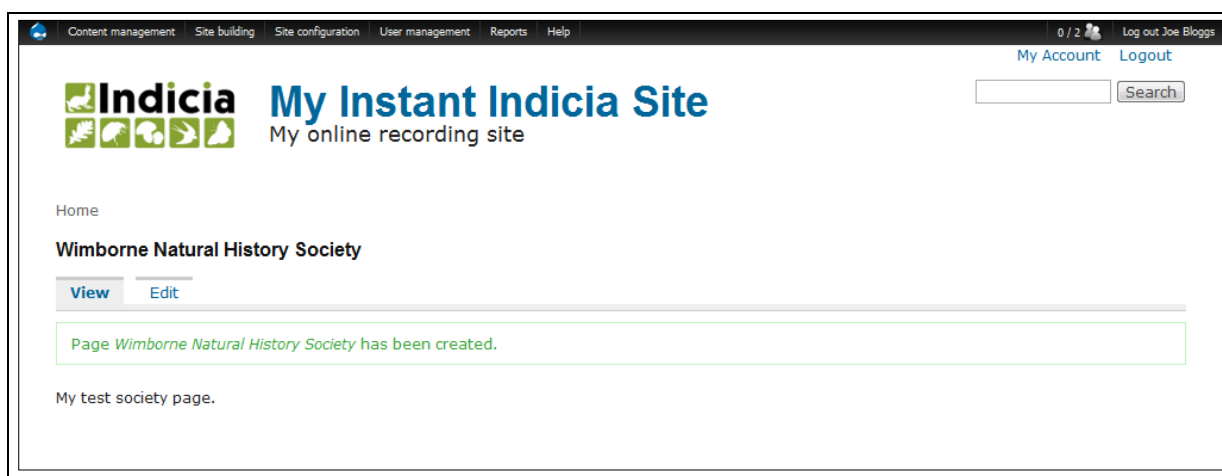 Content management Site building Site configuration User management Reports Help 0 / 2 Log out Joe Bloggs
My Account Logout
Search
Indicia My Instant Indicia Site
My online recording site
Home
Wimborne Natural History Society
View Edit
Page Wimborne Natural History Society has been created.
My test society page.